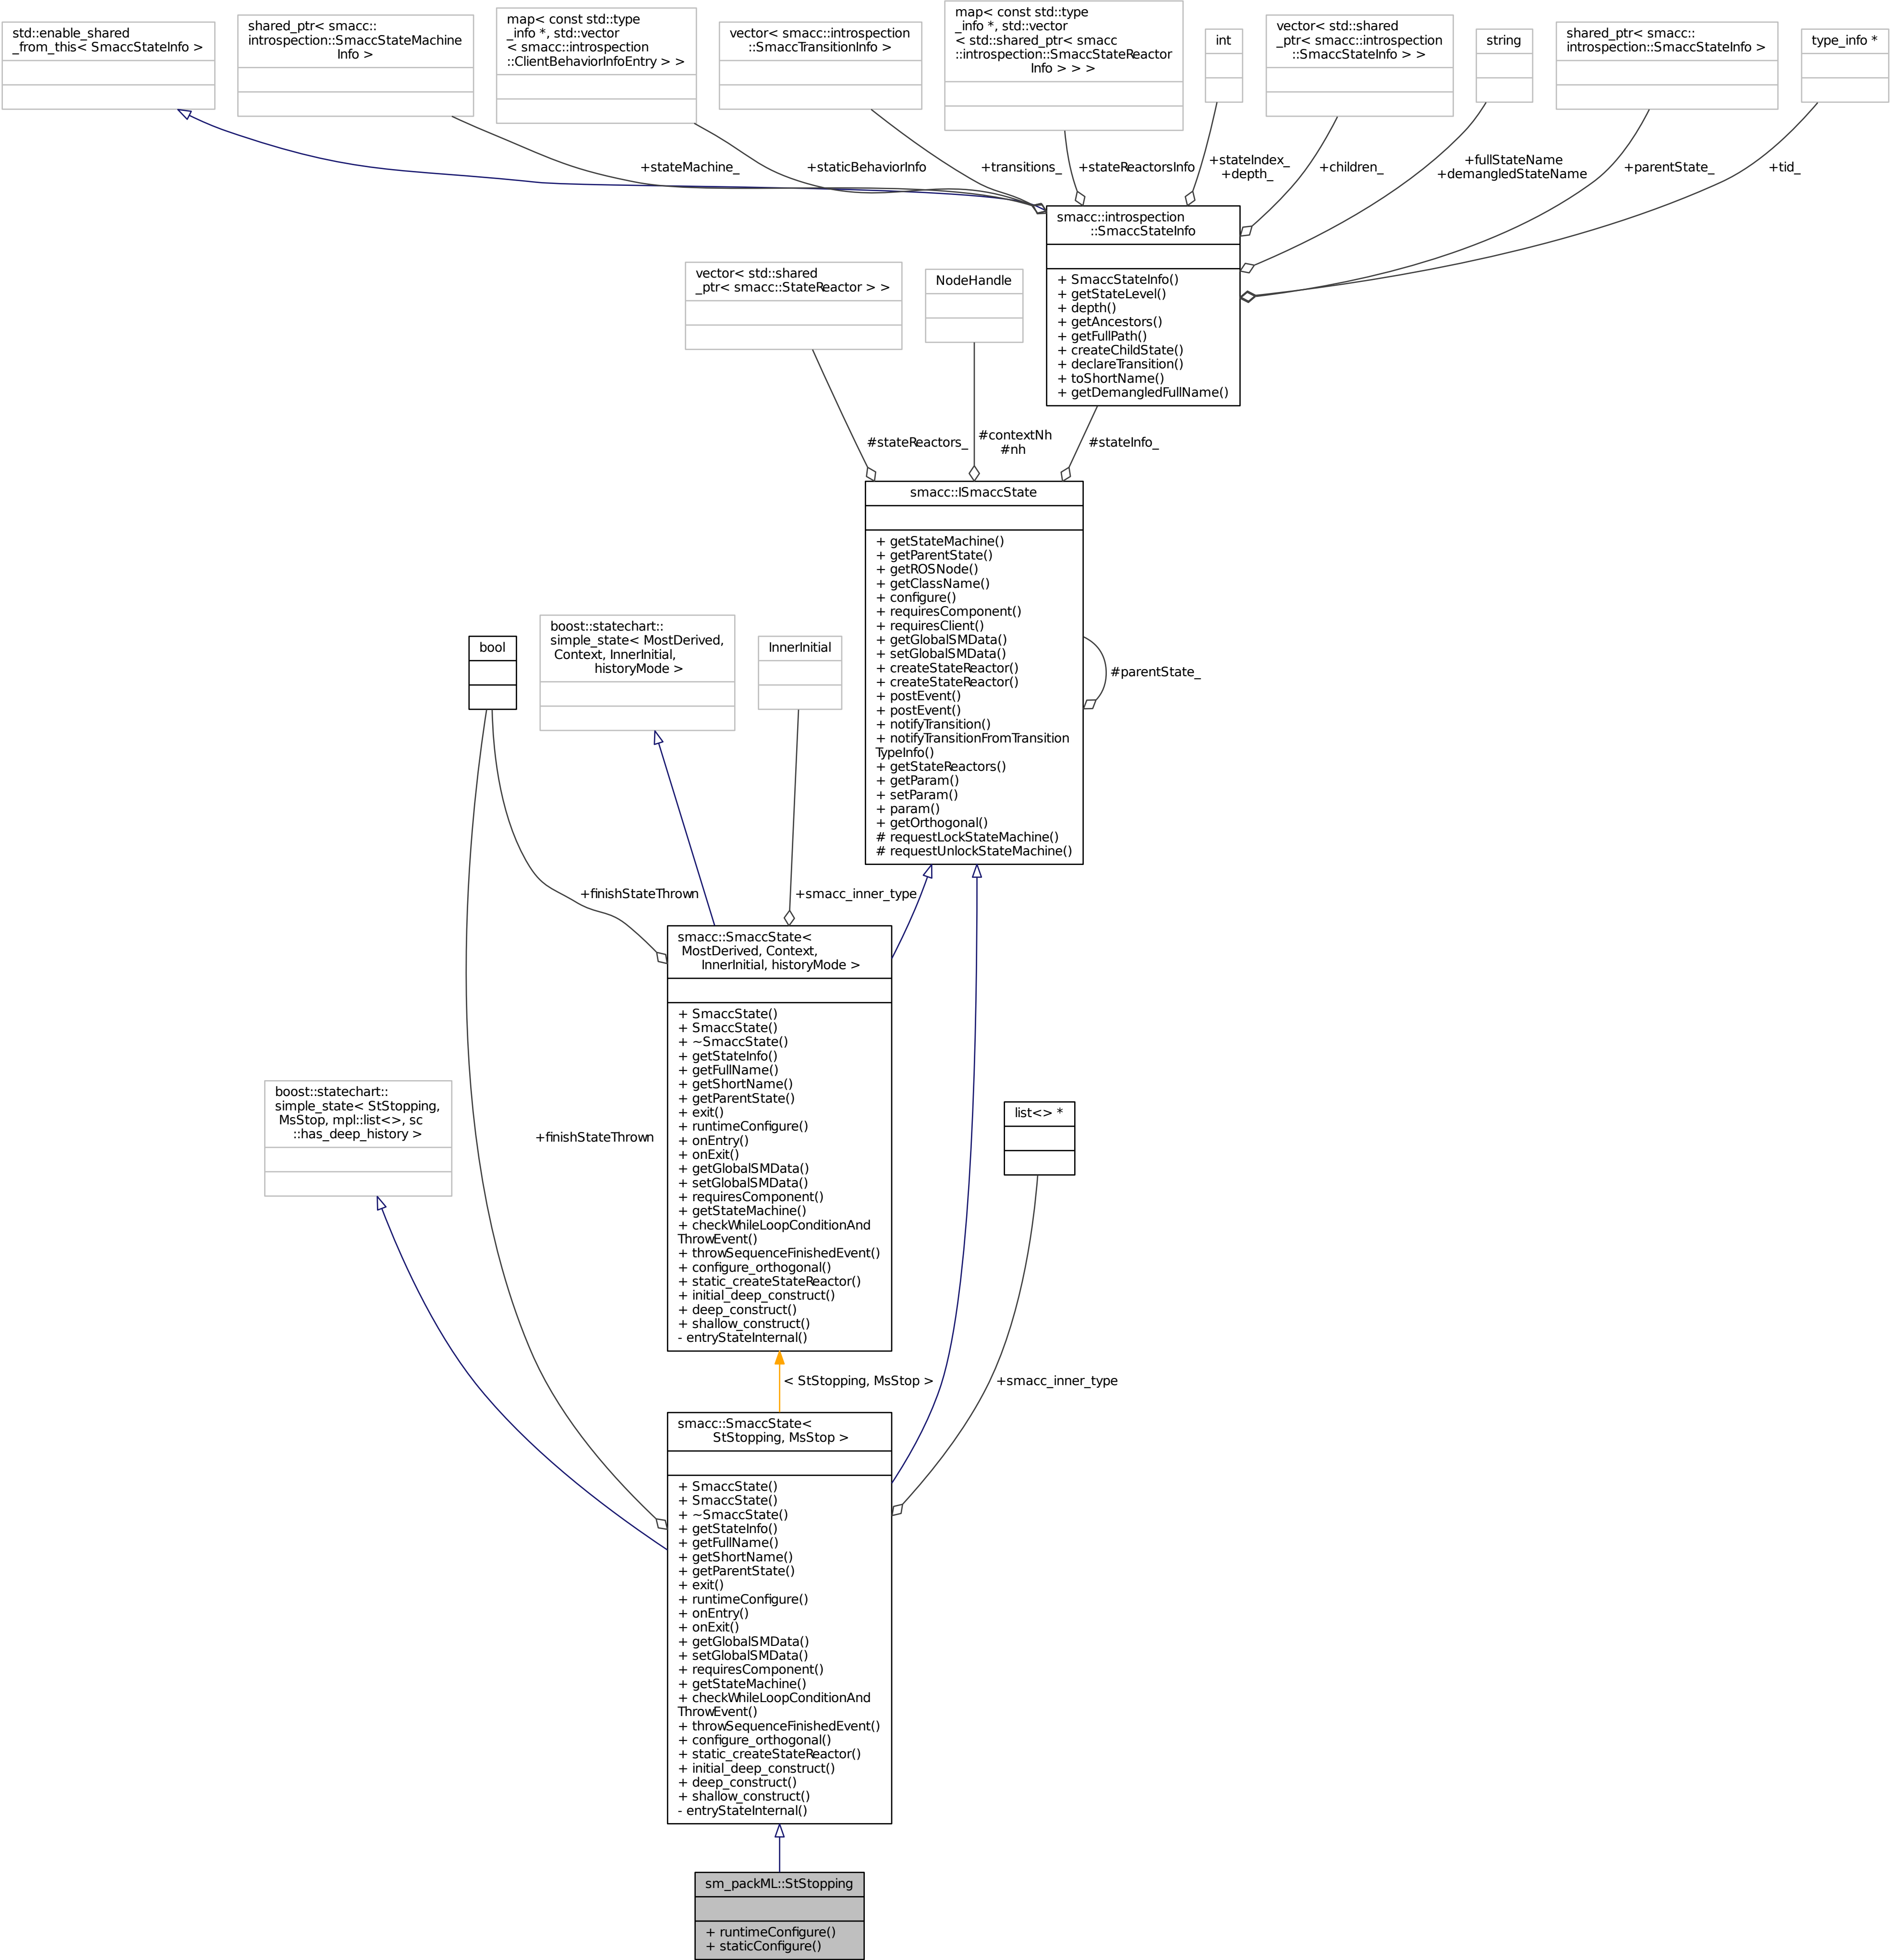 std::enable_shared
_from_this< SmaccStateInfo >
shared_ptr< smacc::
introspection::SmaccStateMachine
Info >
map< const std::type
_info *, std::vector
< smacc::introspection
::ClientBehaviorInfoEntry > >
vector< smacc::introspection
::SmaccTransitionInfo >
map< const std::type
_info *, std::vector
< std::shared_ptr< smacc
::introspection::SmaccStateReactor
Info > > >
int
vector< std::shared
_ptr< smacc::introspection
::SmaccStateInfo > >
string
shared_ptr< smacc::
introspection::SmaccStateInfo >
type_info *
+stateMachine_
+staticBehaviorInfo
+transitions_
+stateReactorsInfo
+stateIndex_
+depth_
+children_
+fullStateName
+demangledStateName
+parentState_
+tid_
smacc::introspection
::SmaccStateInfo
+ SmaccStateInfo()
+ getStateLevel()
+ depth()
+ getAncestors()
+ getFullPath()
+ createChildState()
+ declareTransition()
+ toShortName()
+ getDemangledFullName()
vector< std::shared
_ptr< smacc::StateReactor > >
NodeHandle
#stateReactors_
#contextNh
#nh
#stateInfo_
smacc::ISmaccState
+ getStateMachine()
+ getParentState()
+ getROSNode()
+ getClassName()
+ configure()
+ requiresComponent()
+ requiresClient()
+ getGlobalSMData()
+ setGlobalSMData()
+ createStateReactor()
+ createStateReactor()
+ postEvent()
+ postEvent()
+ notifyTransition()
+ notifyTransitionFromTransition
TypeInfo()
+ getStateReactors()
+ getParam()
+ setParam()
+ param()
+ getOrthogonal()
# requestLockStateMachine()
# requestUnlockStateMachine()
#parentState_
bool
boost::statechart::
simple_state< MostDerived,
Context, InnerInitial,
historyMode >
InnerInitial
+finishStateThrown
+smacc_inner_type
smacc::SmaccState<
MostDerived, Context,
InnerInitial, historyMode >
+ SmaccState()
+ SmaccState()
+ ~SmaccState()
+ getStateInfo()
+ getFullName()
+ getShortName()
+ getParentState()
+ exit()
+ runtimeConfigure()
+ onEntry()
+ onExit()
+ getGlobalSMData()
+ setGlobalSMData()
+ requiresComponent()
+ getStateMachine()
+ checkWhileLoopConditionAnd
ThrowEvent()
+ throwSequenceFinishedEvent()
+ configure_orthogonal()
+ static_createStateReactor()
+ initial_deep_construct()
+ deep_construct()
+ shallow_construct()
- entryStateInternal()
boost::statechart::
simple_state< StStopping,
MsStop, mpl::list<>, sc
::has_deep_history >
+finishStateThrown
list<> *
< StStopping, MsStop >
+smacc_inner_type
smacc::SmaccState<
StStopping, MsStop >
+ SmaccState()
+ SmaccState()
+ ~SmaccState()
+ getStateInfo()
+ getFullName()
+ getShortName()
+ getParentState()
+ exit()
+ runtimeConfigure()
+ onEntry()
+ onExit()
+ getGlobalSMData()
+ setGlobalSMData()
+ requiresComponent()
+ getStateMachine()
+ checkWhileLoopConditionAnd
ThrowEvent()
+ throwSequenceFinishedEvent()
+ configure_orthogonal()
+ static_createStateReactor()
+ initial_deep_construct()
+ deep_construct()
+ shallow_construct()
- entryStateInternal()
sm_packML::StStopping
+ runtimeConfigure()
+ staticConfigure()